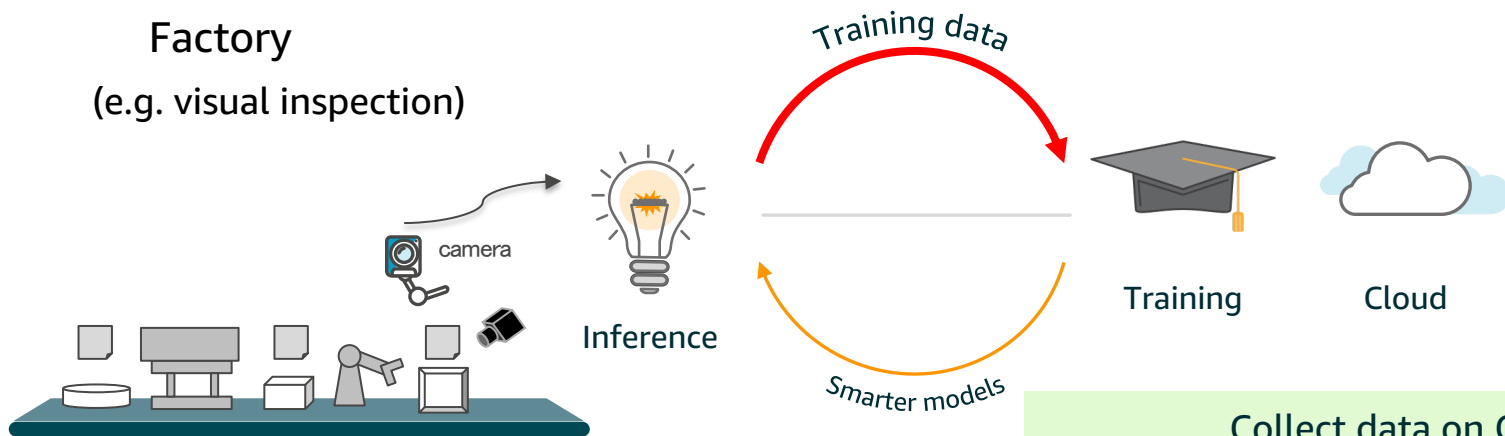 Factory
(e.g. visual inspection)
Training data
camera
Inference
Training
Cloud
Smarter models
Collect data on